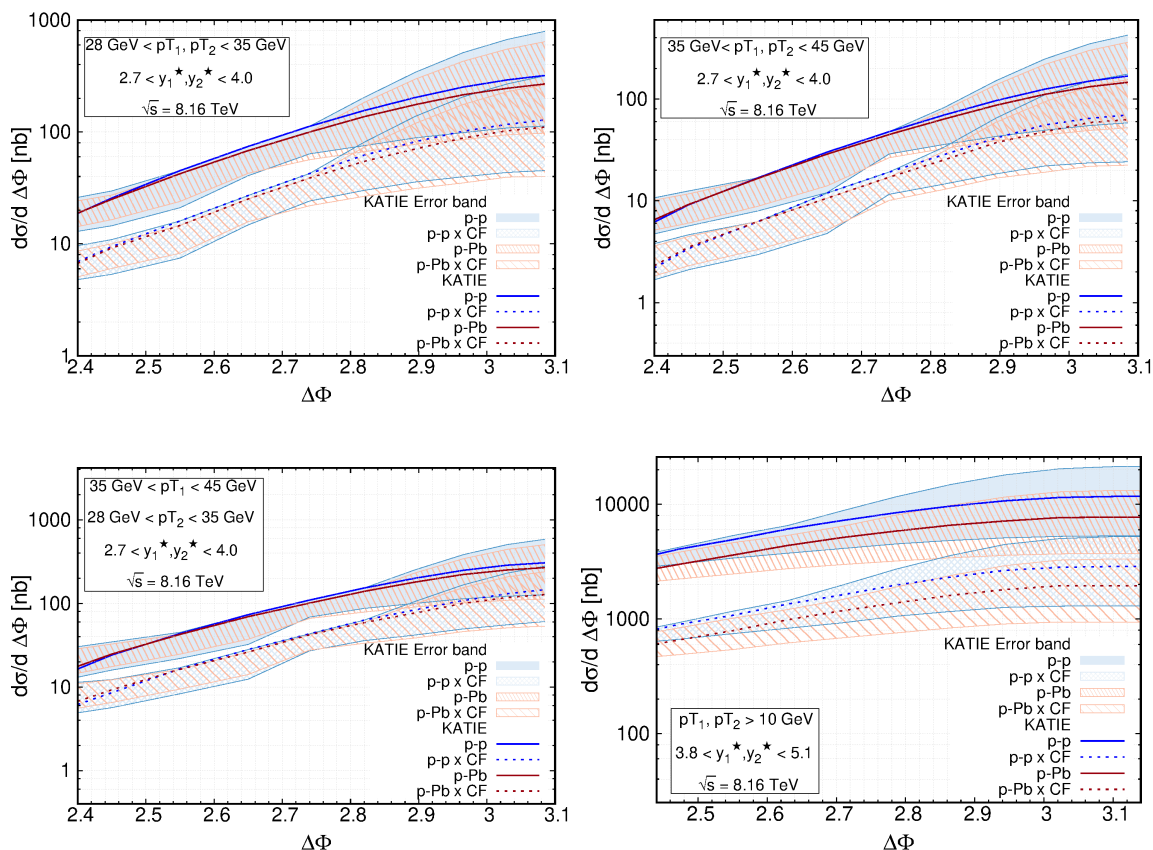 1000
100
10
1
dσ/d ΔΦ [nb]
28 GeV < pT1, pT2 < 35 GeV
2.7 < y1★,y2★ < 4.0
√s = 8.16 TeV
KATIE Error band
p-p
p-p x CF
p-Pb
p-Pb x CF
KATIE
p-p
p-p x CF
p-Pb
p-Pb x CF
2.4 2.5 2.6 2.7 2.8 2.9 3 3.1
ΔΦ
100
10
1
dσ/d ΔΦ [nb]
35 GeV< pT1, pT2 < 45 GeV
2.7 < y1★,y2★ < 4.0
√s = 8.16 TeV
KATIE Error band
p-p
p-p x CF
p-Pb
p-Pb x CF
KATIE
p-p
p-p x CF
p-Pb
p-Pb x CF
2.4 2.5 2.6 2.7 2.8 2.9 3 3.1
ΔΦ
1000
100
10
1
dσ/d ΔΦ [nb]
35 GeV < pT1 < 45 GeV
28 GeV < pT2 < 35 GeV
2.7 < y1★,y2★ < 4.0
√s = 8.16 TeV
KATIE Error band
p-p
p-p x CF
p-Pb
p-Pb x CF
KATIE
p-p
p-p x CF
p-Pb
p-Pb x CF
2.4 2.5 2.6 2.7 2.8 2.9 3 3.1
ΔΦ
10000
1000
100
dσ/d ΔΦ [nb]
KATIE Error band
p-p
p-p x CF
p-Pb
p-Pb x CF
KATIE
p-p
p-p x CF
p-Pb
p-Pb x CF
pT1, pT2 > 10 GeV
3.8 < y1★,y2★ < 5.1
√s = 8.16 TeV
2.5 2.6 2.7 2.8 2.9 3 3.1
ΔΦ